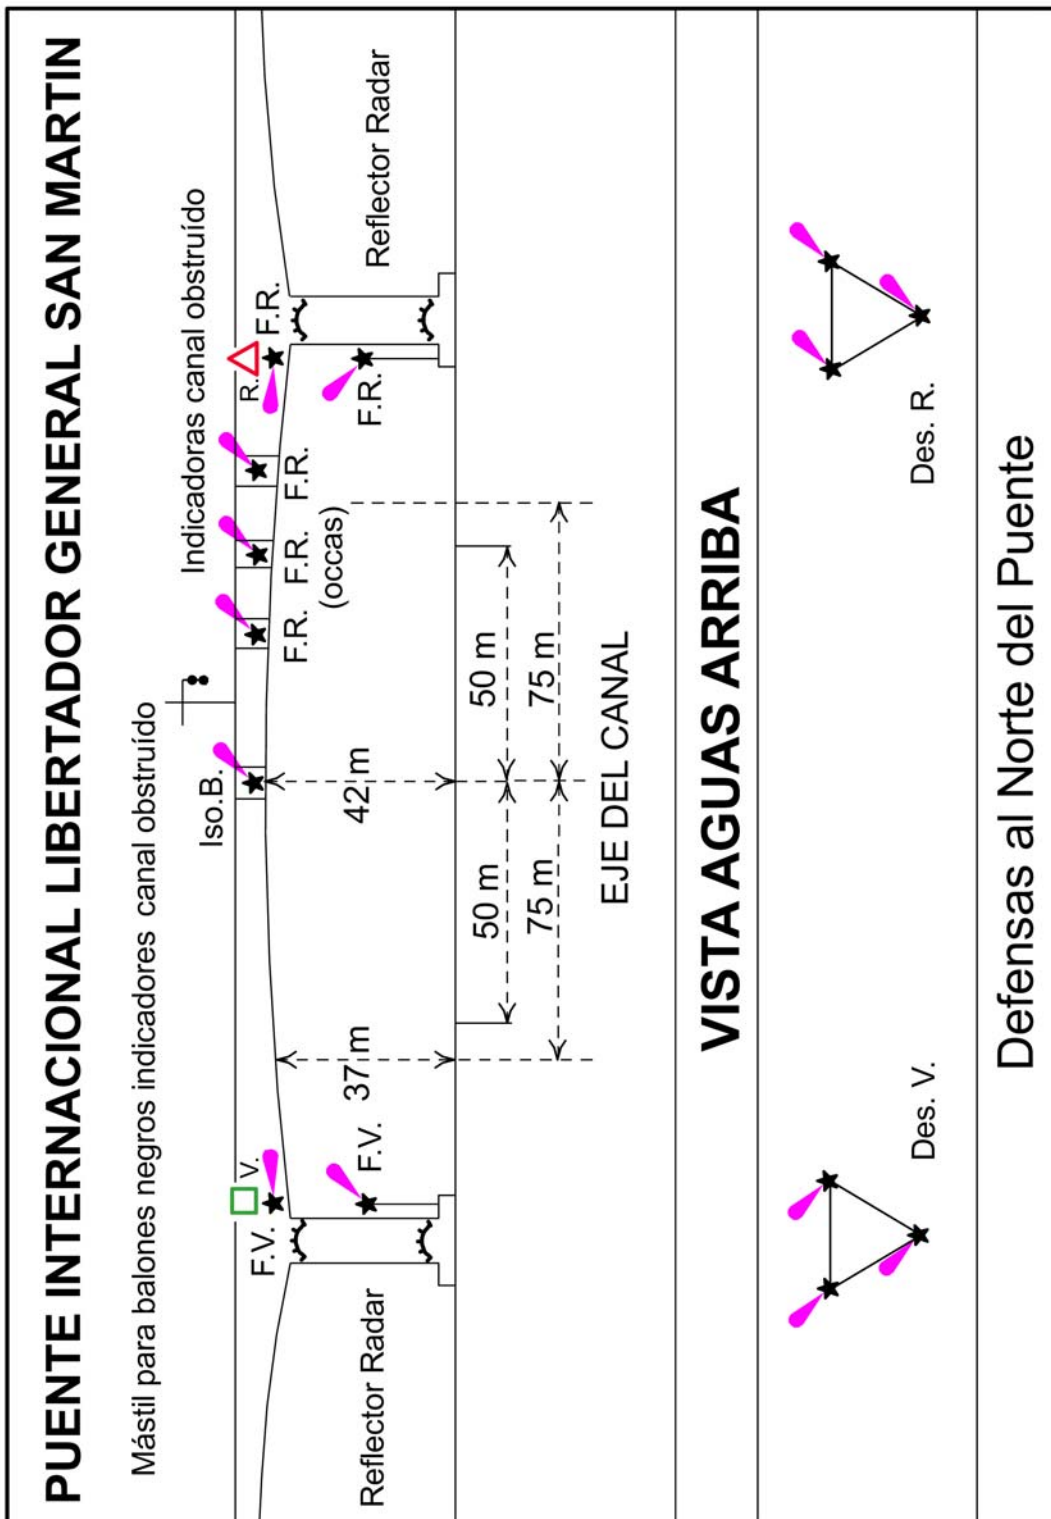 PUENTE INTERNACIONAL LIBERTADOR GENERAL SAN MARTIN
Mástil para balones negros indicadores canal obstruído
Indicadoras canal obstruído
V.
Iso.B.
R.
F.V.
F.R.
F.R.
F.R.
F.R.
(occas)
F.V.
F.R.
37 m
42 m
Reflector Radar
Reflector Radar
50 m
50 m
75 m
75 m
EJE DEL CANAL
VISTA AGUAS ARRIBA
Des. V.
Des. R.
Defensas al Norte del Puente